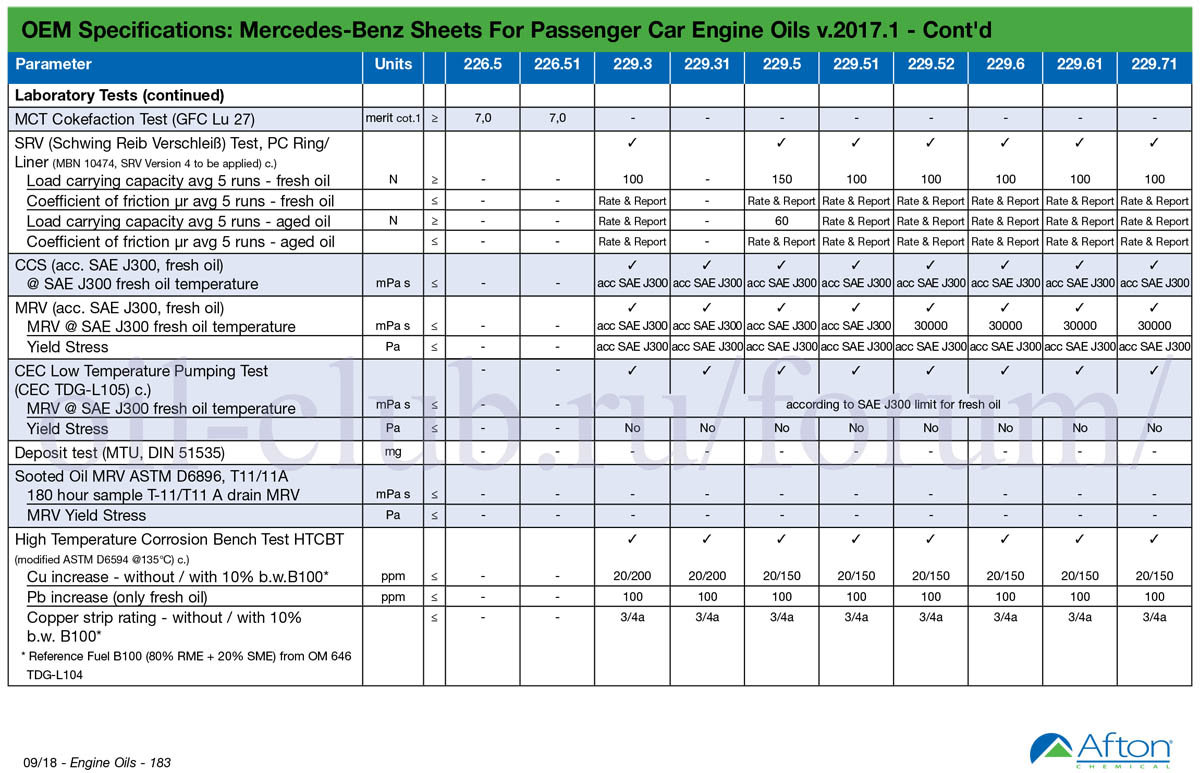 OEM Specifications: Mercedes-Benz Sheets For Passenger Car Engine Oils v.2017.1 - Cont'd
Parameter Units 226.5 226.51 229.3 229.31 229.5 229.51 229.52 229.6 229.61 229.71
Laboratory Tests (continued)
MCT Cokefaction Test (GFC Lu 27) merit cot.1 ≥ 7,0 7,0 - - - - - - - -
SRV (Schwing Reib Verschleiß) Test, PC Ring/ ✓ ✓ ✓ ✓ ✓ ✓ ✓
Liner (MBN 10474, SRV Version 4 to be applied) c.)
Load carrying capacity avg 5 runs - fresh oil N ≥ - - 100 - 150 100 100 100 100 100
Coefficient of friction µr avg 5 runs - fresh oil ≤ - - Rate & Report - Rate & Report Rate & Report Rate & Report Rate & Report Rate & Report Rate & Report
Load carrying capacity avg 5 runs - aged oil N ≥ - - Rate & Report - 60 Rate & Report Rate & Report Rate & Report Rate & Report Rate & Report
Coefficient of friction µr avg 5 runs - aged oil ≤ - - Rate & Report - Rate & Report Rate & Report Rate & Report Rate & Report Rate & Report Rate & Report
CCS (acc. SAE J300, fresh oil) ✓ ✓ ✓ ✓ ✓ ✓ ✓ ✓
@ SAE J300 fresh oil temperature mPa s ≤ - - acc SAE J300 acc SAE J300 acc SAE J300 acc SAE J300 acc SAE J300 acc SAE J300 acc SAE J300 acc SAE J300
MRV (acc. SAE J300, fresh oil) ✓ ✓ ✓ ✓ ✓ ✓ ✓ ✓
MRV @ SAE J300 fresh oil temperature mPa s ≤ - - acc SAE J300 acc SAE J300 acc SAE J300 acc SAE J300 30000 30000 30000 30000
Yield Stress Pa ≤ - - acc SAE J300 acc SAE J300 acc SAE J300 acc SAE J300 acc SAE J300 acc SAE J300 acc SAE J300 acc SAE J300
CEC Low Temperature Pumping Test - - ✓ ✓ ✓ ✓ ✓ ✓ ✓ ✓
(CEC TDG-L105) c.)
MRV @ SAE J300 fresh oil temperature mPa s ≤ - - according to SAE J300 limit for fresh oil
Yield Stress Pa ≤ - - No No No No No No No No
oil-club.ru/forum/
Deposit test (MTU, DIN 51535) mg - - - - - - - - - -
Sooted Oil MRV ASTM D6896, T11/11A
180 hour sample T-11/T11 A drain MRV mPa s ≤ - - - - - - - - - -
MRV Yield Stress Pa ≤ - - - - - - - - - -
High Temperature Corrosion Bench Test HTCBT ✓ ✓ ✓ ✓ ✓ ✓ ✓ ✓
(modified ASTM D6594 @135°C) c.)
Cu increase - without / with 10% b.w.B100* ppm ≤ - - 20/200 20/200 20/150 20/150 20/150 20/150 20/150 20/150
Pb increase (only fresh oil) ppm ≤ - - 100 100 100 100 100 100 100 100
Copper strip rating - without / with 10% ≤ - - 3/4a 3/4a 3/4a 3/4a 3/4a 3/4a 3/4a 3/4a
b.w. B100*
* Reference Fuel B100 (80% RME + 20% SME) from OM 646
TDG-L104
09/18 - Engine Oils - 183
Afton
CHEMICAL